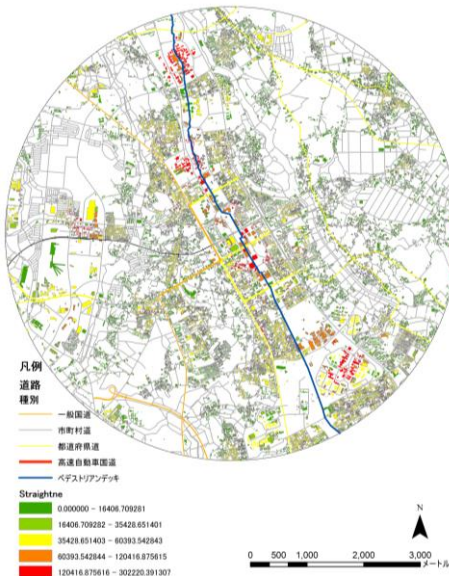 凡例
道路
種別
一般国道
市町村道
都道府県道
高速自動車国道
ペデストリアンデッキ
Straightne
0.000000 - 16406.709281
16406.709282 - 35428.651401
35428.651403 - 60393.542843
60393.542844 - 120416.875615
120416.875616 - 302220.391307
N
0 500 1,000 2,000 3,000
メートル